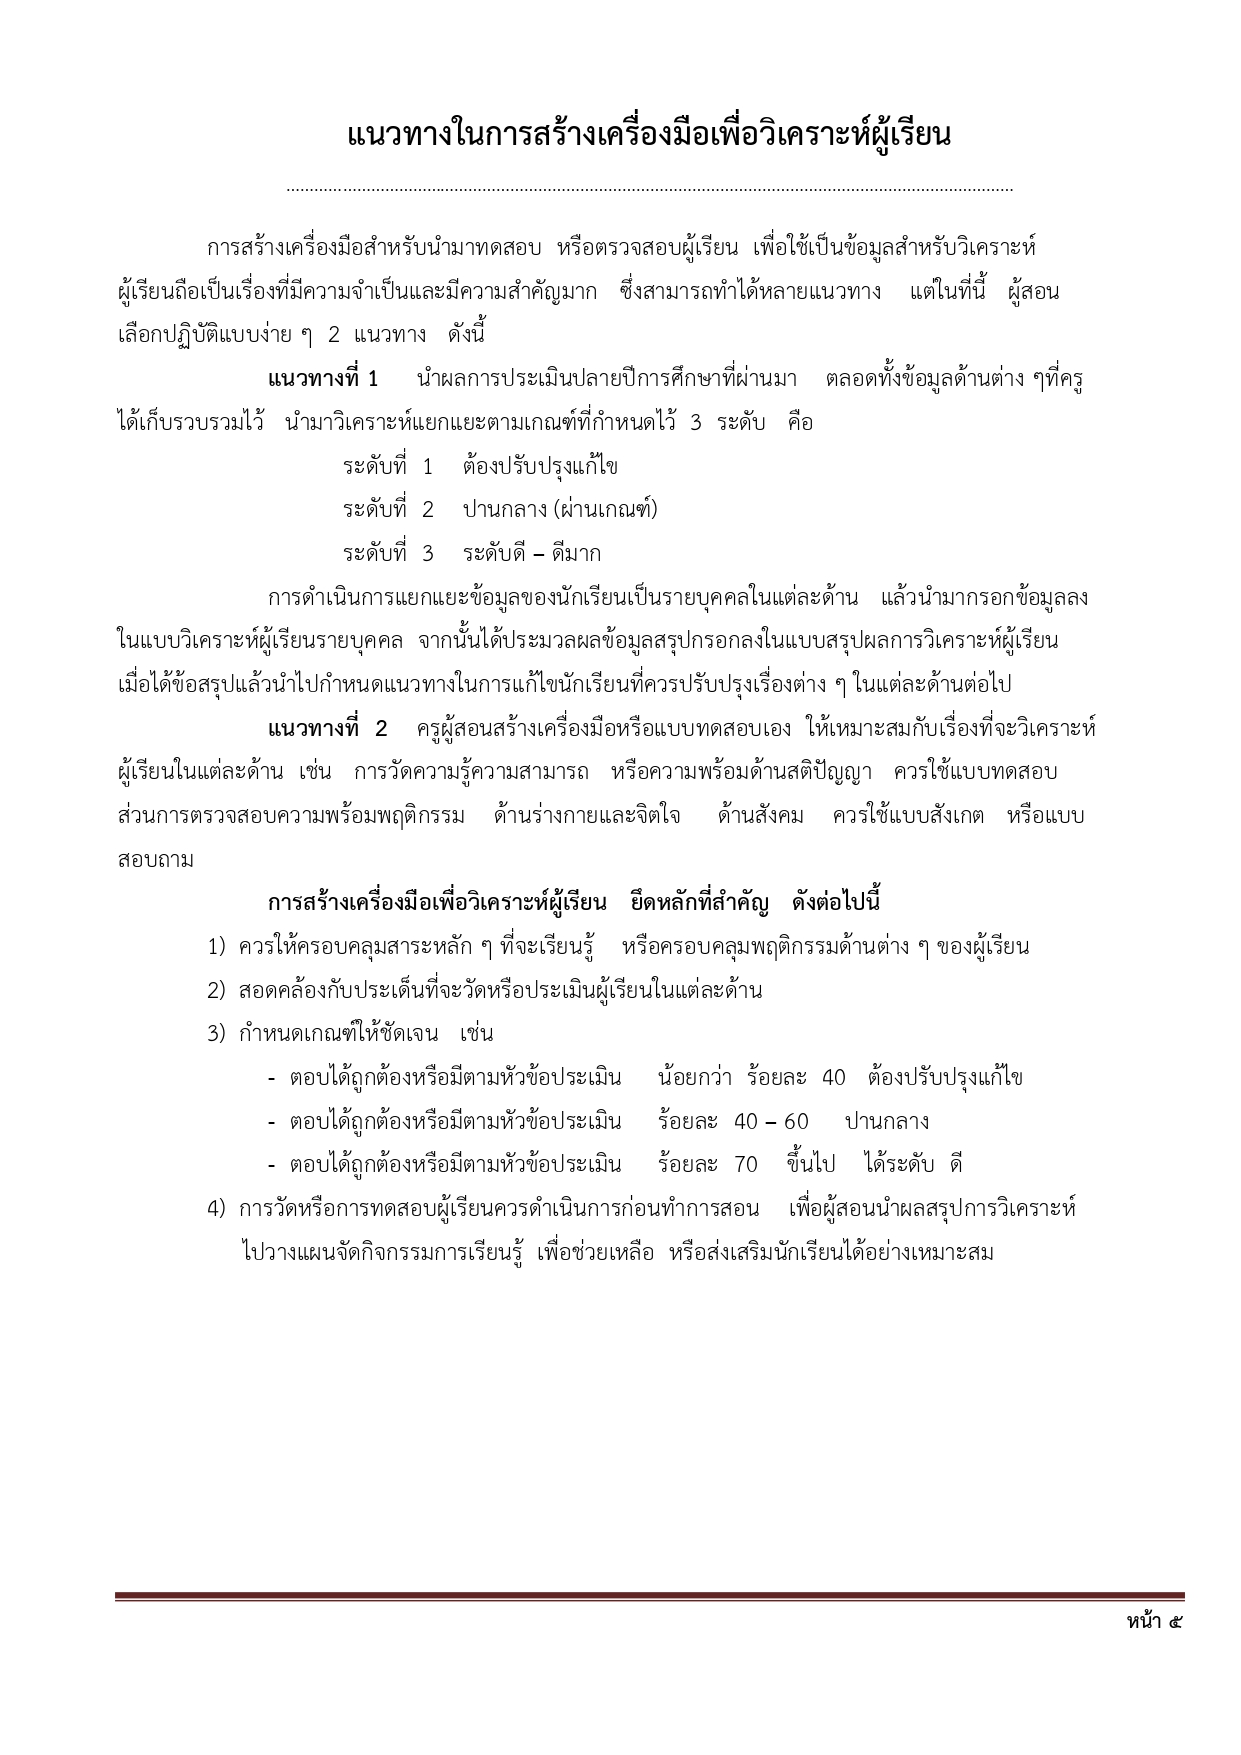 แนวทางในการสร้างเครื่องมือเพื่อวิเคราะห์ผู้เรียน
................................................................................................................................................
การสร้างเครื่องมือสำหรับนำมาทดสอบ หรือตรวจสอบผู้เรียน เพื่อใช้เป็นข้อมูลสำหรับวิเคราะห์
ผู้เรียนถือเป็นเรื่องที่มีความจำเป็นและมีความสำคัญมาก ซึ่งสามารถทำได้หลายแนวทาง แต่ในที่นี้ ผู้สอน
เลือกปฏิบัติแบบง่าย ๆ 2 แนวทาง ดังนี้
แนวทางที่ 1 นำผลการประเมินปลายปีการศึกษาที่ผ่านมา ตลอดทั้งข้อมูลด้านต่าง ๆที่ครู
ได้เก็บรวบรวมไว้ นำมาวิเคราะห์แยกแยะตามเกณฑ์ที่กำหนดไว้ 3 ระดับ คือ
ระดับที่ 1 ต้องปรับปรุงแก้ไข
ระดับที่ 2 ปานกลาง (ผ่านเกณฑ์)
ระดับที่ 3 ระดับดี – ดีมาก
การดำเนินการแยกแยะข้อมูลของนักเรียนเป็นรายบุคคลในแต่ละด้าน แล้วนำมากรอกข้อมูลลง
ในแบบวิเคราะห์ผู้เรียนรายบุคคล จากนั้นได้ประมวลผลข้อมูลสรุปกรอกลงในแบบสรุปผลการวิเคราะห์ผู้เรียน
เมื่อได้ข้อสรุปแล้วนำไปกำหนดแนวทางในการแก้ไขนักเรียนที่ควรปรับปรุงเรื่องต่าง ๆ ในแต่ละด้านต่อไป
แนวทางที่ 2 ครูผู้สอนสร้างเครื่องมือหรือแบบทดสอบเอง ให้เหมาะสมกับเรื่องที่จะวิเคราะห์
ผู้เรียนในแต่ละด้าน เช่น การวัดความรู้ความสามารถ หรือความพร้อมด้านสติปัญญา ควรใช้แบบทดสอบ
ส่วนการตรวจสอบความพร้อมพฤติกรรม ด้านร่างกายและจิตใจ ด้านสังคม ควรใช้แบบสังเกต หรือแบบ
สอบถาม
การสร้างเครื่องมือเพื่อวิเคราะห์ผู้เรียน ยึดหลักที่สำคัญ ดังต่อไปนี้
1) ควรให้ครอบคลุมสาระหลัก ๆ ที่จะเรียนรู้ หรือครอบคลุมพฤติกรรมด้านต่าง ๆ ของผู้เรียน
2) สอดคล้องกับประเด็นที่จะวัดหรือประเมินผู้เรียนในแต่ละด้าน
3) กำหนดเกณฑ์ให้ชัดเจน เช่น
- ตอบได้ถูกต้องหรือมีตามหัวข้อประเมิน น้อยกว่า ร้อยละ 40 ต้องปรับปรุงแก้ไข
- ตอบได้ถูกต้องหรือมีตามหัวข้อประเมิน ร้อยละ 40 – 60 ปานกลาง
- ตอบได้ถูกต้องหรือมีตามหัวข้อประเมิน ร้อยละ 70 ขึ้นไป ได้ระดับ ดี
4) การวัดหรือการทดสอบผู้เรียนควรดำเนินการก่อนทำการสอน เพื่อผู้สอนนำผลสรุปการวิเคราะห์
ไปวางแผนจัดกิจกรรมการเรียนรู้ เพื่อช่วยเหลือ หรือส่งเสริมนักเรียนได้อย่างเหมาะสม
หน้า ๕